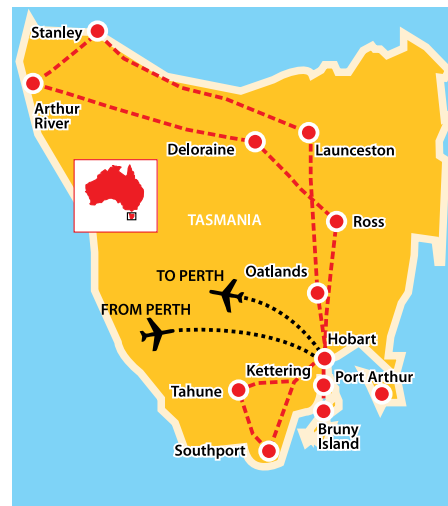 Stanley
Arthur
River
Deloraine
Launceston
TASMANIA
Ross
TO PERTH
Oatlands
FROM PERTH
Hobart
Kettering
Port Arthur
Tahune
Bruny
Island
Southport